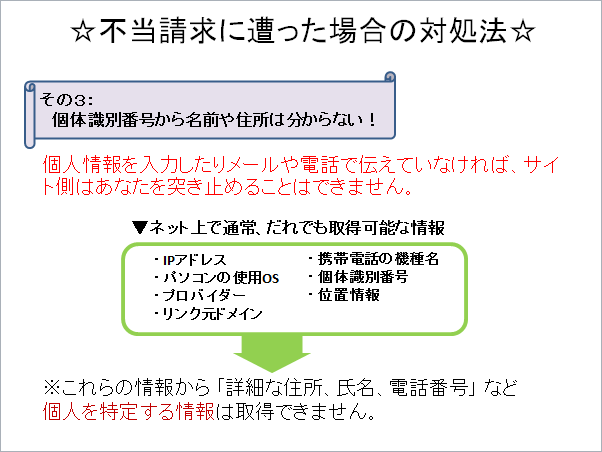 ☆不当請求に遭った場合の対処法☆
その3：
個体識別番号から名前や住所は分からない！
個人情報を入力したりメールや電話で伝えていなければ、サイ
ト側はあなたを突き止めることはできません。
▼ネット上で通常、だれでも取得可能な情報
・IPアドレス
・パソコンの使用OS
・プロバイダー
・リンク元ドメイン
・携帯電話の機種名
・個体識別番号
・位置情報
※これらの情報から「詳細な住所、氏名、電話番号」など
個人を特定する情報は取得できません。